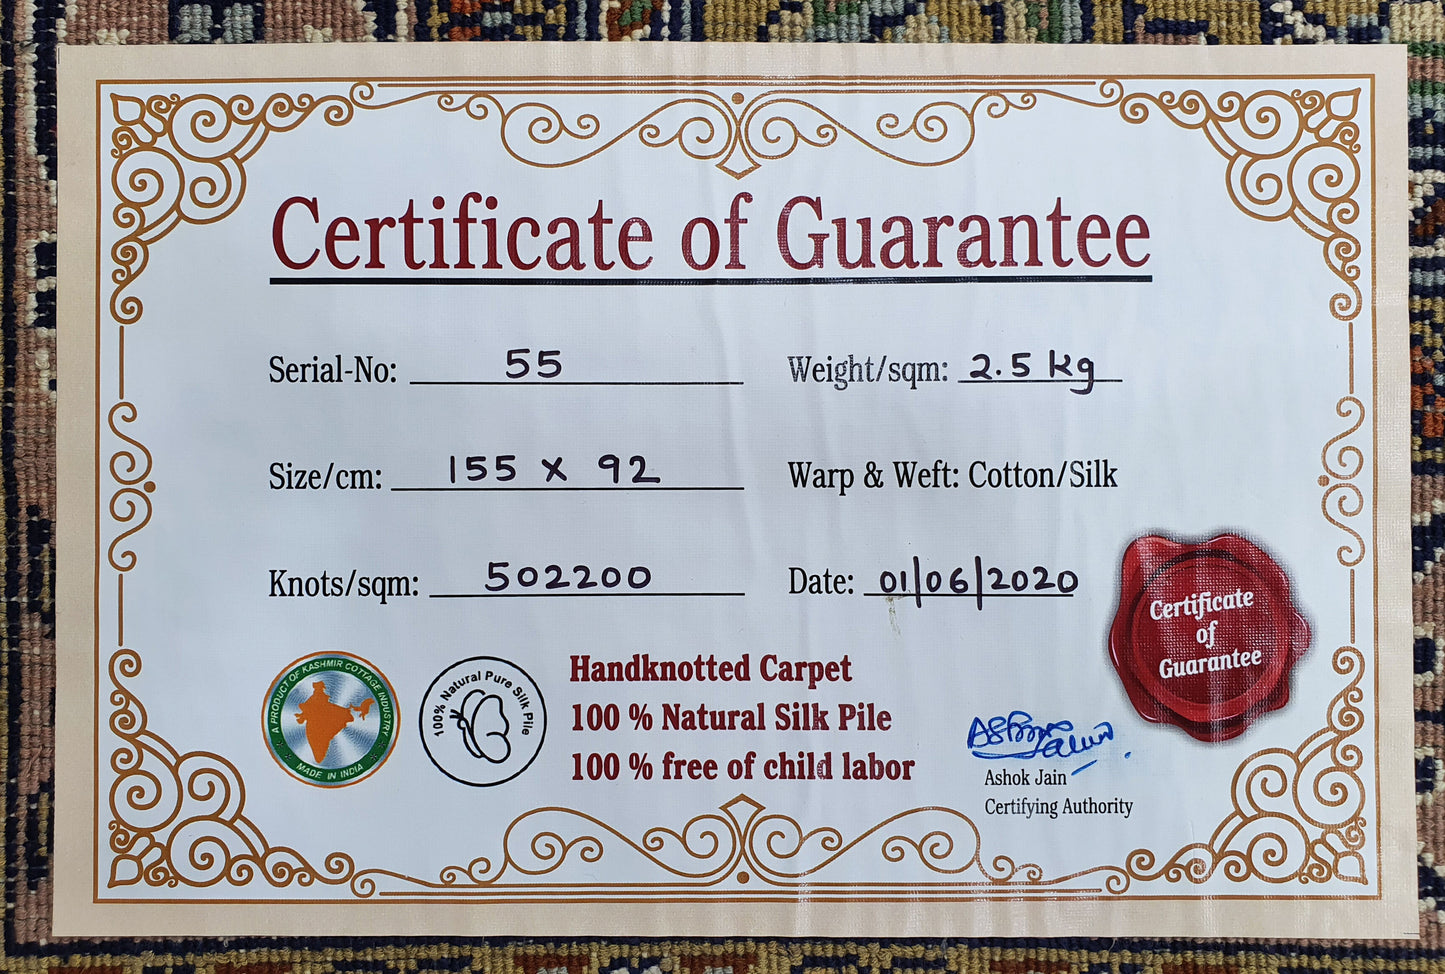 Certificate of Guarantee
Serial-No: 55
Weight/sqm: 2.5 kg
Size/cm: 155 x 92
Warp & Weft: Cotton/Silk
Knots/sqm: 502200
Date: 01/06/2020
Certificate
of
Guarantee
A PRODUCT OF KASHMIR COTTAGE INDUSTRY
MADE IN INDIA
100% Natural Pure Silk Pile
Handknotted Carpet
100 % Natural Silk Pile
100 % free of child labor
Ashok Jain
Certifying Authority